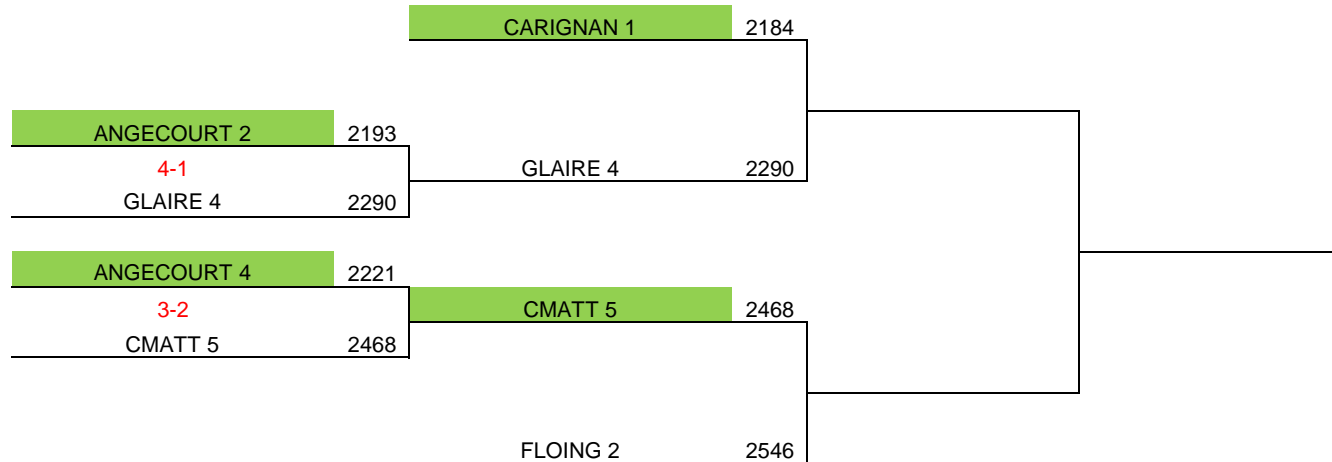 CARIGNAN 1 2184
ANGECOURT 2 2193
4-1
GLAIRE 4 2290
GLAIRE 4 2290
ANGECOURT 4 2221
3-2
CMATT 5 2468
CMATT 5 2468
FLOING 2 2546